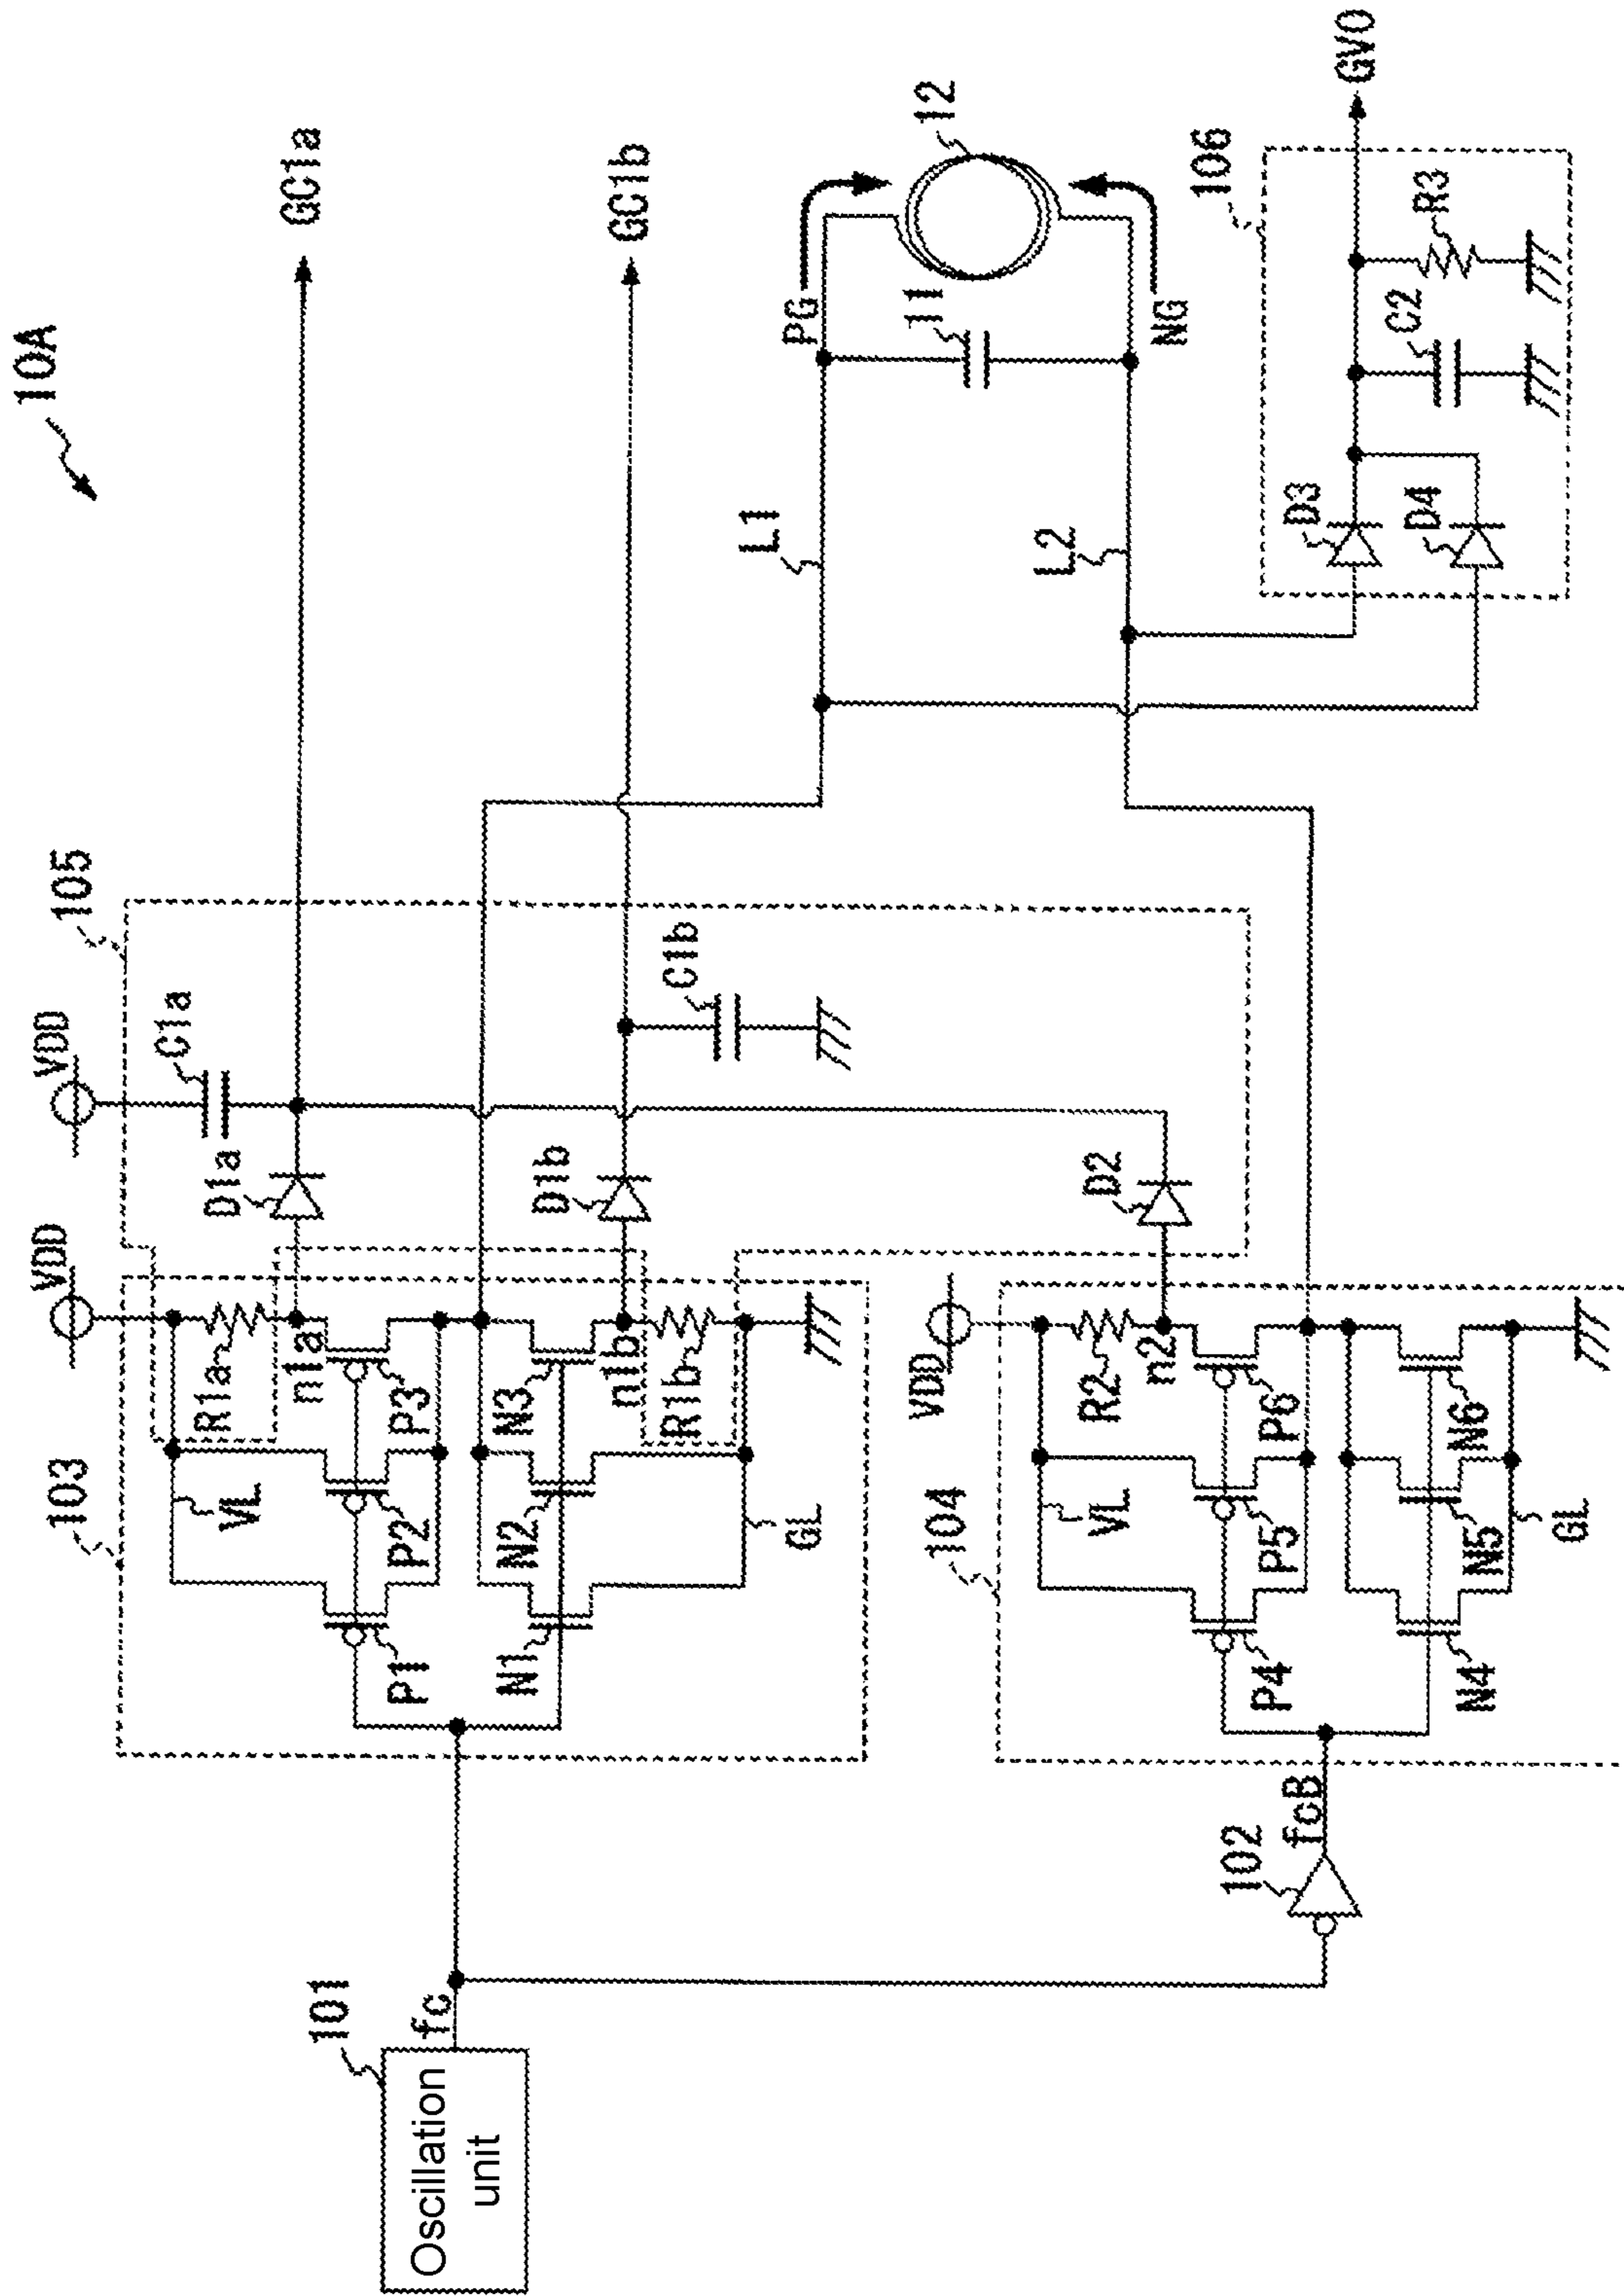 10A
VDD
VDD
105
C1a
GC1a
103
R1a
D1a
n1a
VL
P1
P2
P3
101
fc
Oscillation
unit
N1
N2
N3
D1b
n1b
R1b
C1b
GC1b
GL
L1
PG
11
12
L2
NG
VDD
104
R2
D2
n2
VL
P4
P5
P6
102
fcB
N4
N5
N6
GL
106
D3
D4
C2
R3
GVO